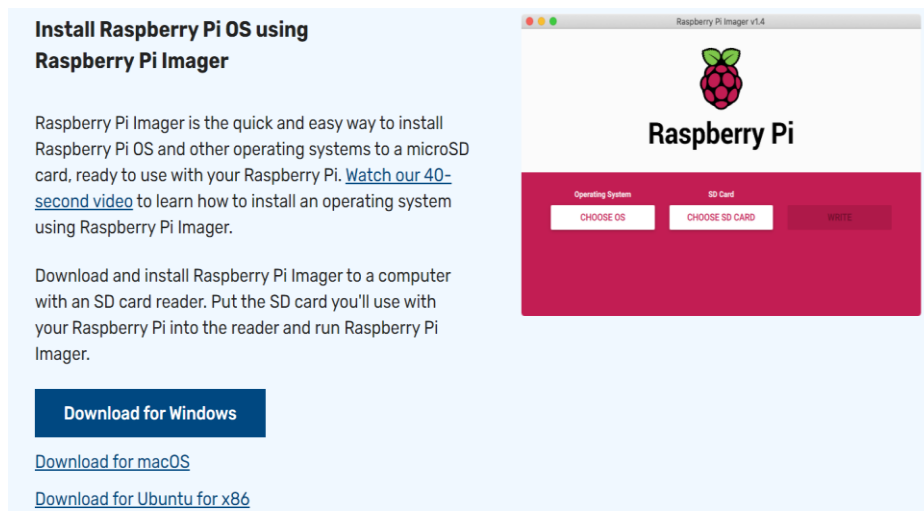 Install Raspberry Pi OS using
Raspberry Pi Imager
Raspberry Pi Imager is the quick and easy way to install
Raspberry Pi OS and other operating systems to a microSD
card, ready to use with your Raspberry Pi. Watch our 40-
second video to learn how to install an operating system
using Raspberry Pi Imager.
Download and install Raspberry Pi Imager to a computer
with an SD card reader. Put the SD card you'll use with
your Raspberry Pi into the reader and run Raspberry Pi
Imager.
Download for Windows
Download for macOS
Download for Ubuntu for x86
Raspberry Pi Imager v1.4
Raspberry Pi
Operating System SD Card
CHOOSE OS CHOOSE SD CARD WRITE